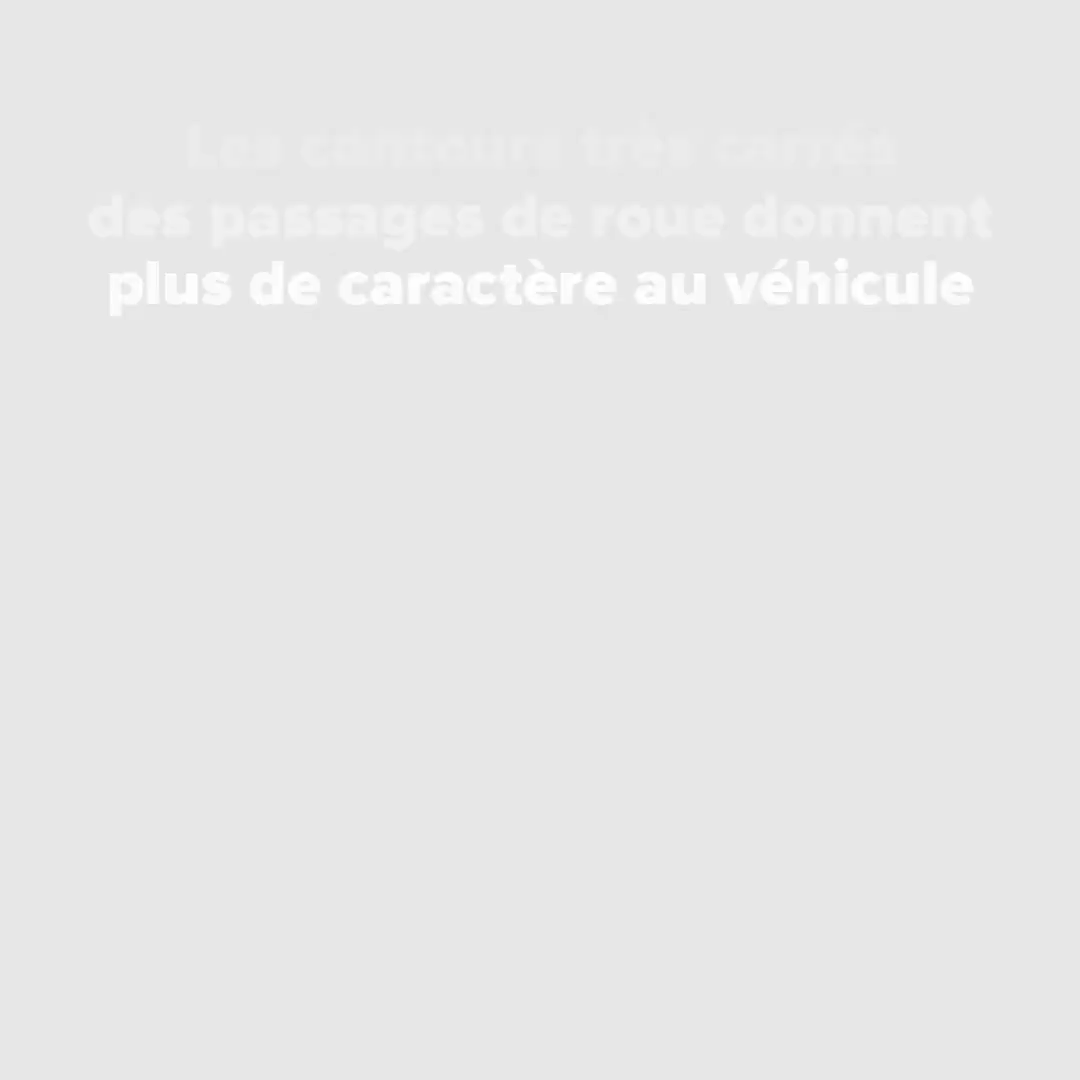 Les contours très carrés
des passages de roue donnent
plus de caractère au véhicule